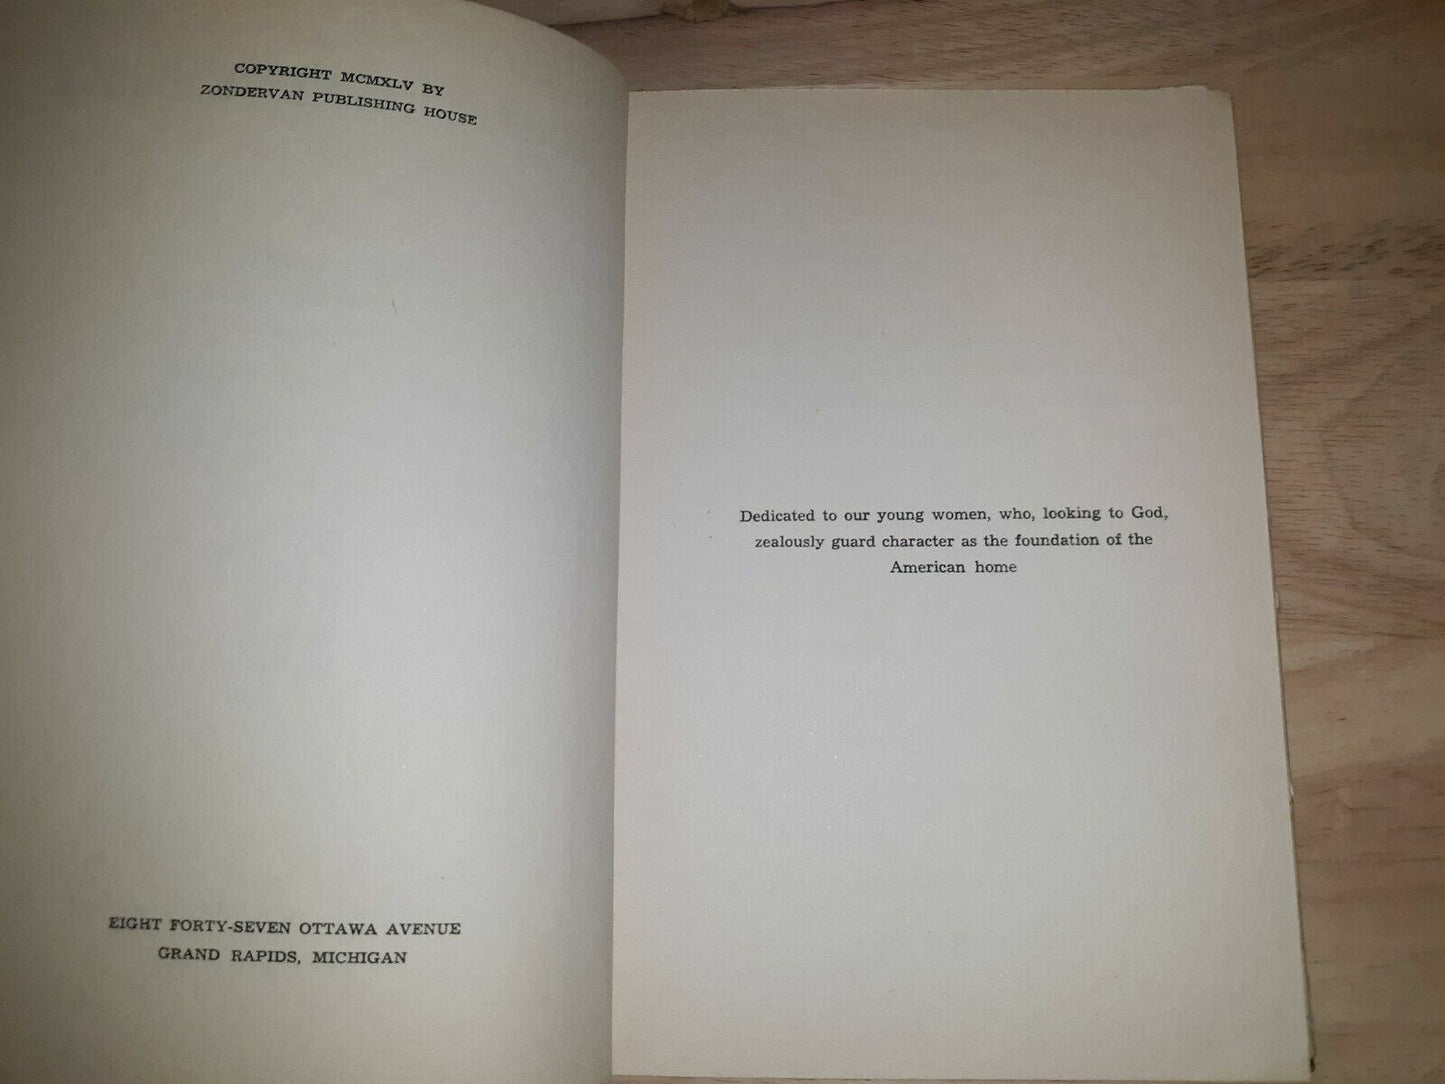 COPYRIGHT MCMXLV BY
ZONDERVAN PUBLISHING HOUSE
EIGHT FORTY-SEVEN OTTAWA AVENUE
GRAND RAPIDS, MICHIGAN
Dedicated to our young women, who, looking to God,
zealously guard character as the foundation of the
American home